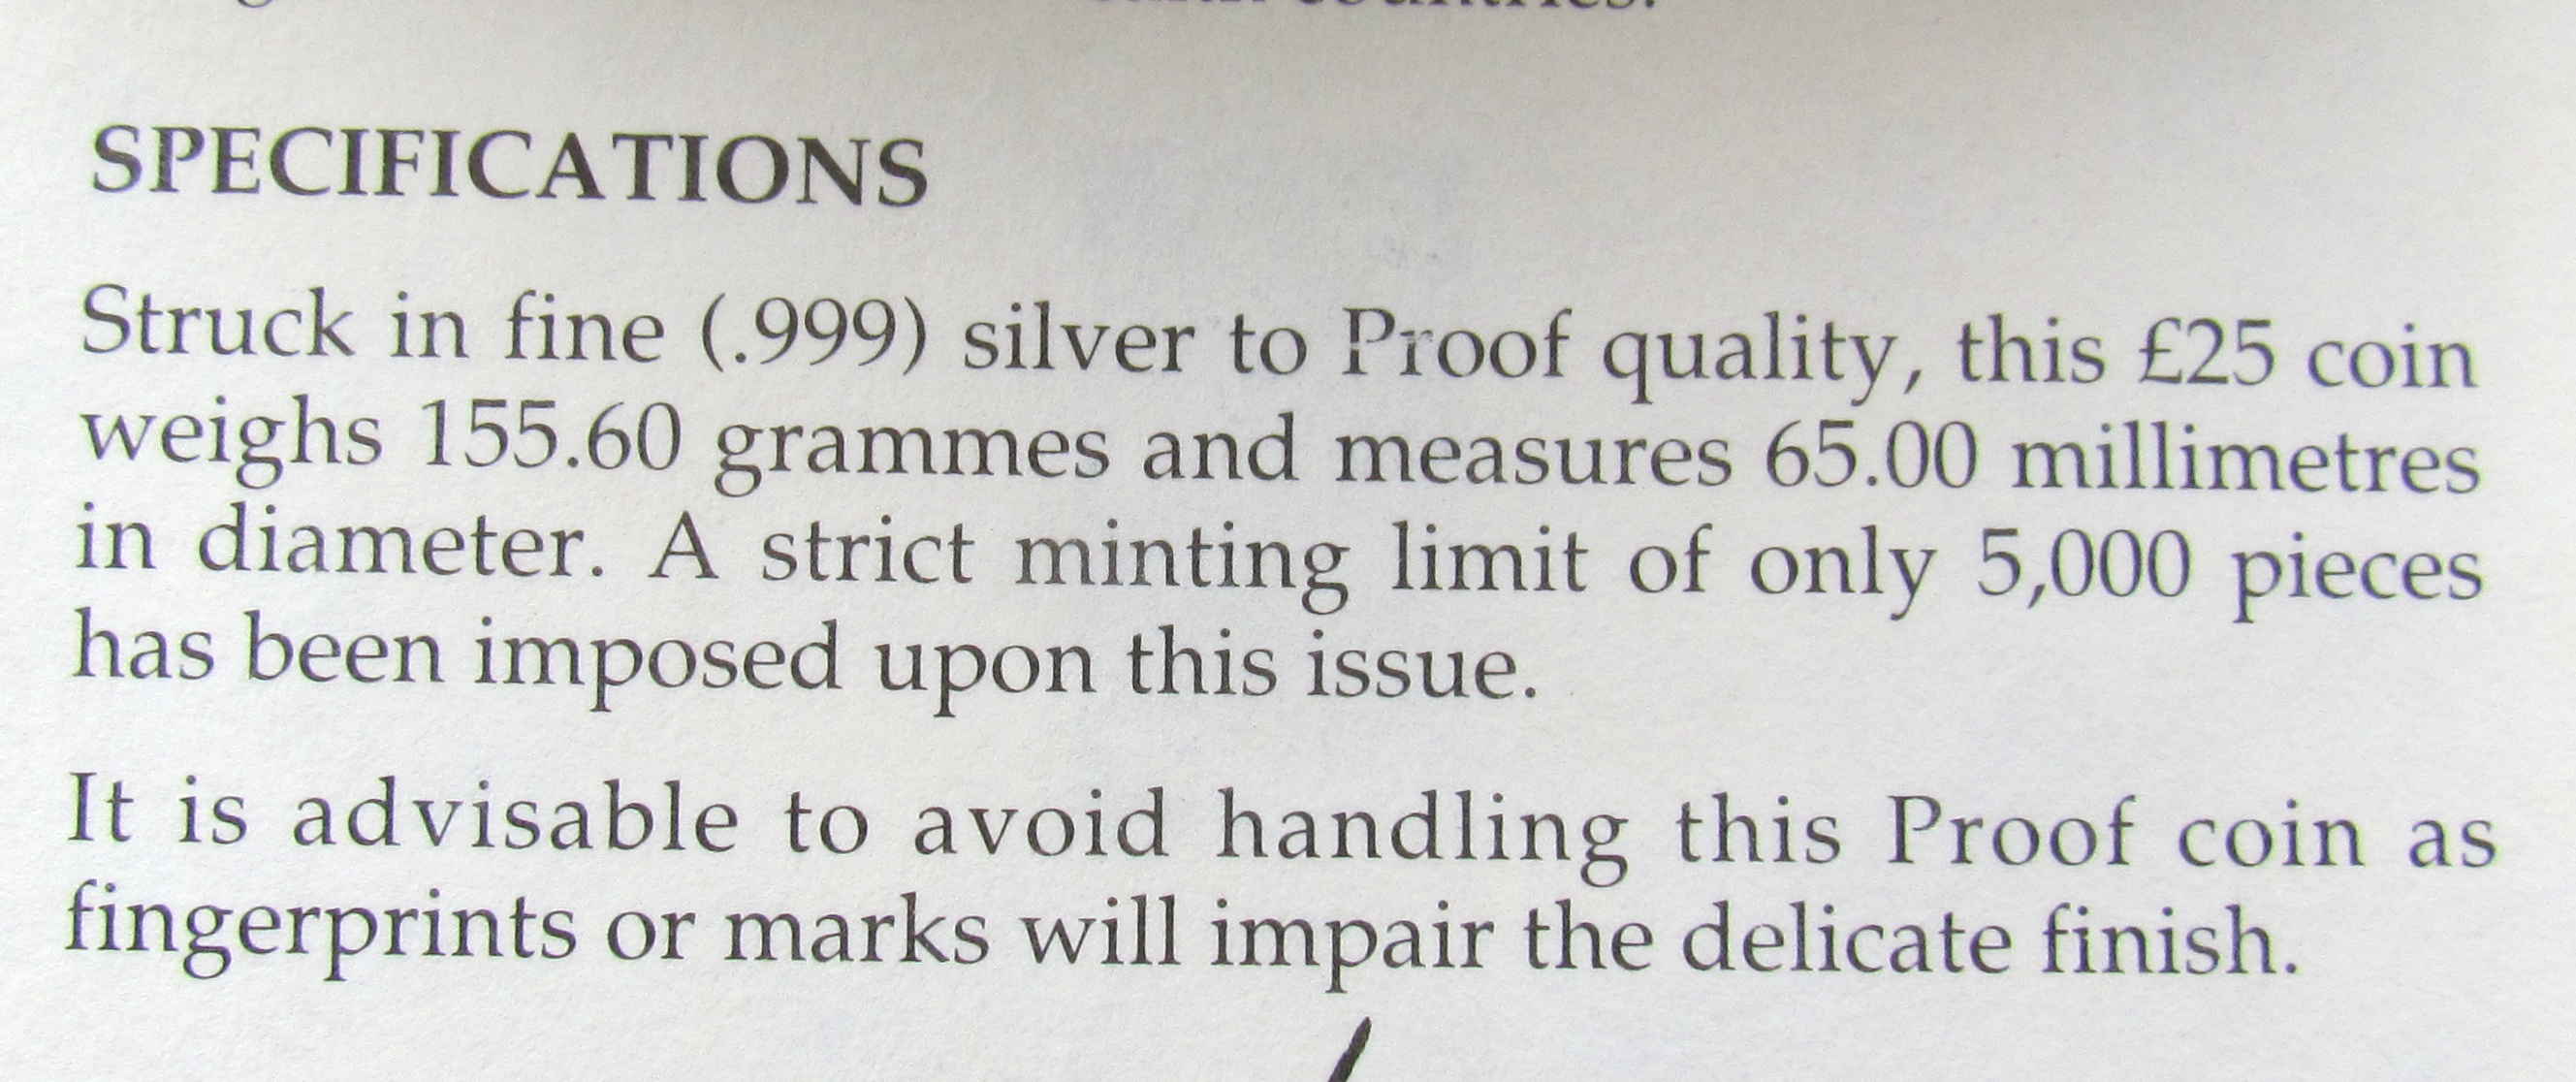 countries.
SPECIFICATIONS
Struck in fine (.999) silver to Proof quality, this £25 coin
weighs 155.60 grammes and measures 65.00 millimetres
in diameter. A strict minting limit of only 5,000 pieces
has been imposed upon this issue.
It is advisable to avoid handling this Proof coin as
fingerprints or marks will impair the delicate finish.